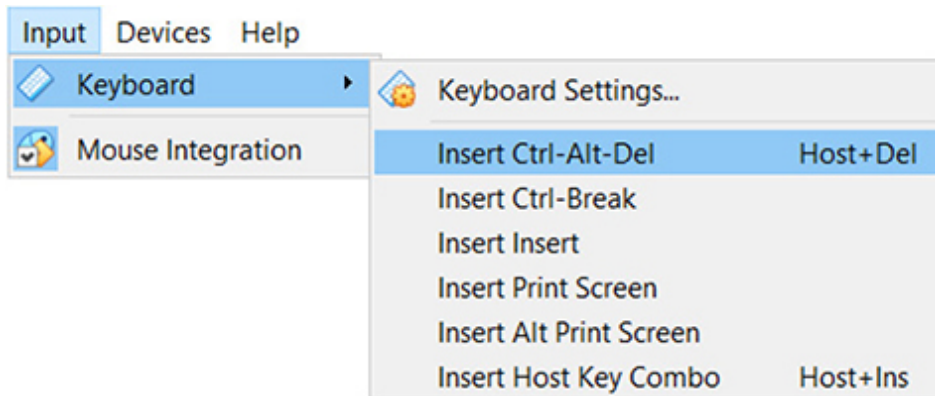 Input Devices Help
Keyboard
Keyboard Settings...
Mouse Integration
Insert Ctrl-Alt-Del Host+Del
Insert Ctrl-Break
Insert Insert
Insert Print Screen
Insert Alt Print Screen
Insert Host Key Combo Host+Ins